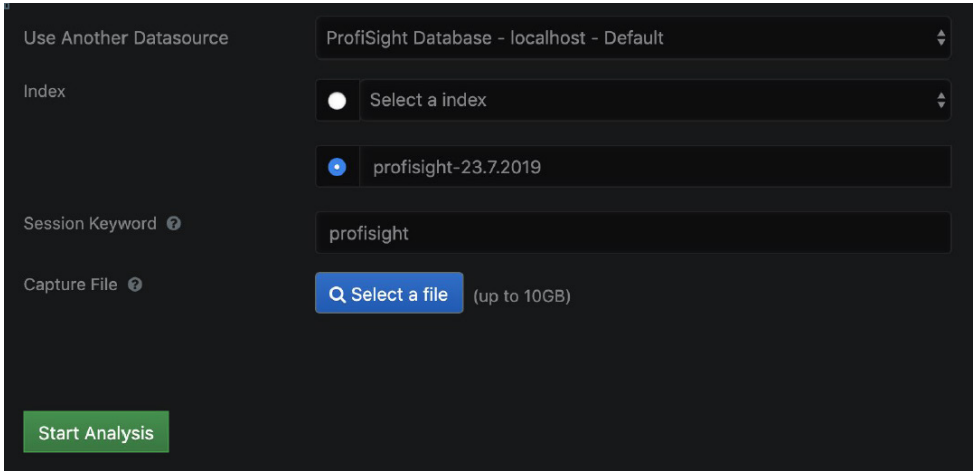 Use Another Datasource
ProfiSight Database - localhost - Default
Index
Select a index
profisight-23.7.2019
Session Keyword
profisight
Capture File
Select a file
(up to 10GB)
Start Analysis